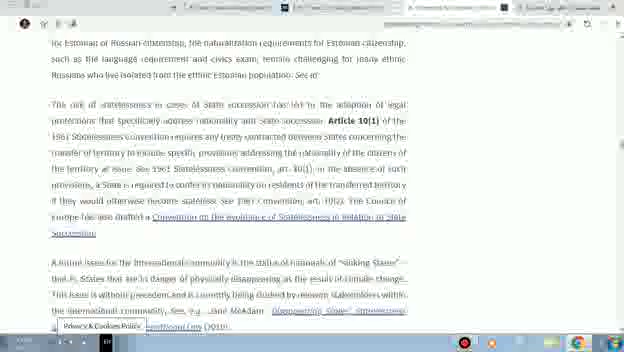 for Estonian or Russian citizenship, the naturalization requirements for Estonian citizenship,
such as the language requirement and civics exam, remain challenging for many ethnic
Russians who live isolated from the ethnic Estonian population. See id
The risk of statelessness in cases of State succession has led to the adoption of legal
protections that specifically address nationality and State succession. Article 10(1) of the
1961 Statelessness Convention requires any treaty contracted between States concerning the
transfer of territory to include specific provisions addressing the nationality of the citizens of
the territory at issue. See 1961 Statelessness Convention, art. 10(1). In the absence of such
provisions, a State is required to confer its nationality on residents of the transferred territory
if they would otherwise become stateless. See 1961 Convention, art. 10(2). The Council of
Europe has also drafted a Convention on the Avoidance of Statelessness in Relation to State
Succession.
A future issue for the international community is the status of nationals of "sinking States" –
that is, States that are in danger of physically disappearing as the result of climate change.
This issue is without precedent and is currently being studied by relevant stakeholders within
the international community. See, e.g., Jane McAdam, 'Disappearing States', Statelessness
Privacy & Cookies Policy
International Law (2010).